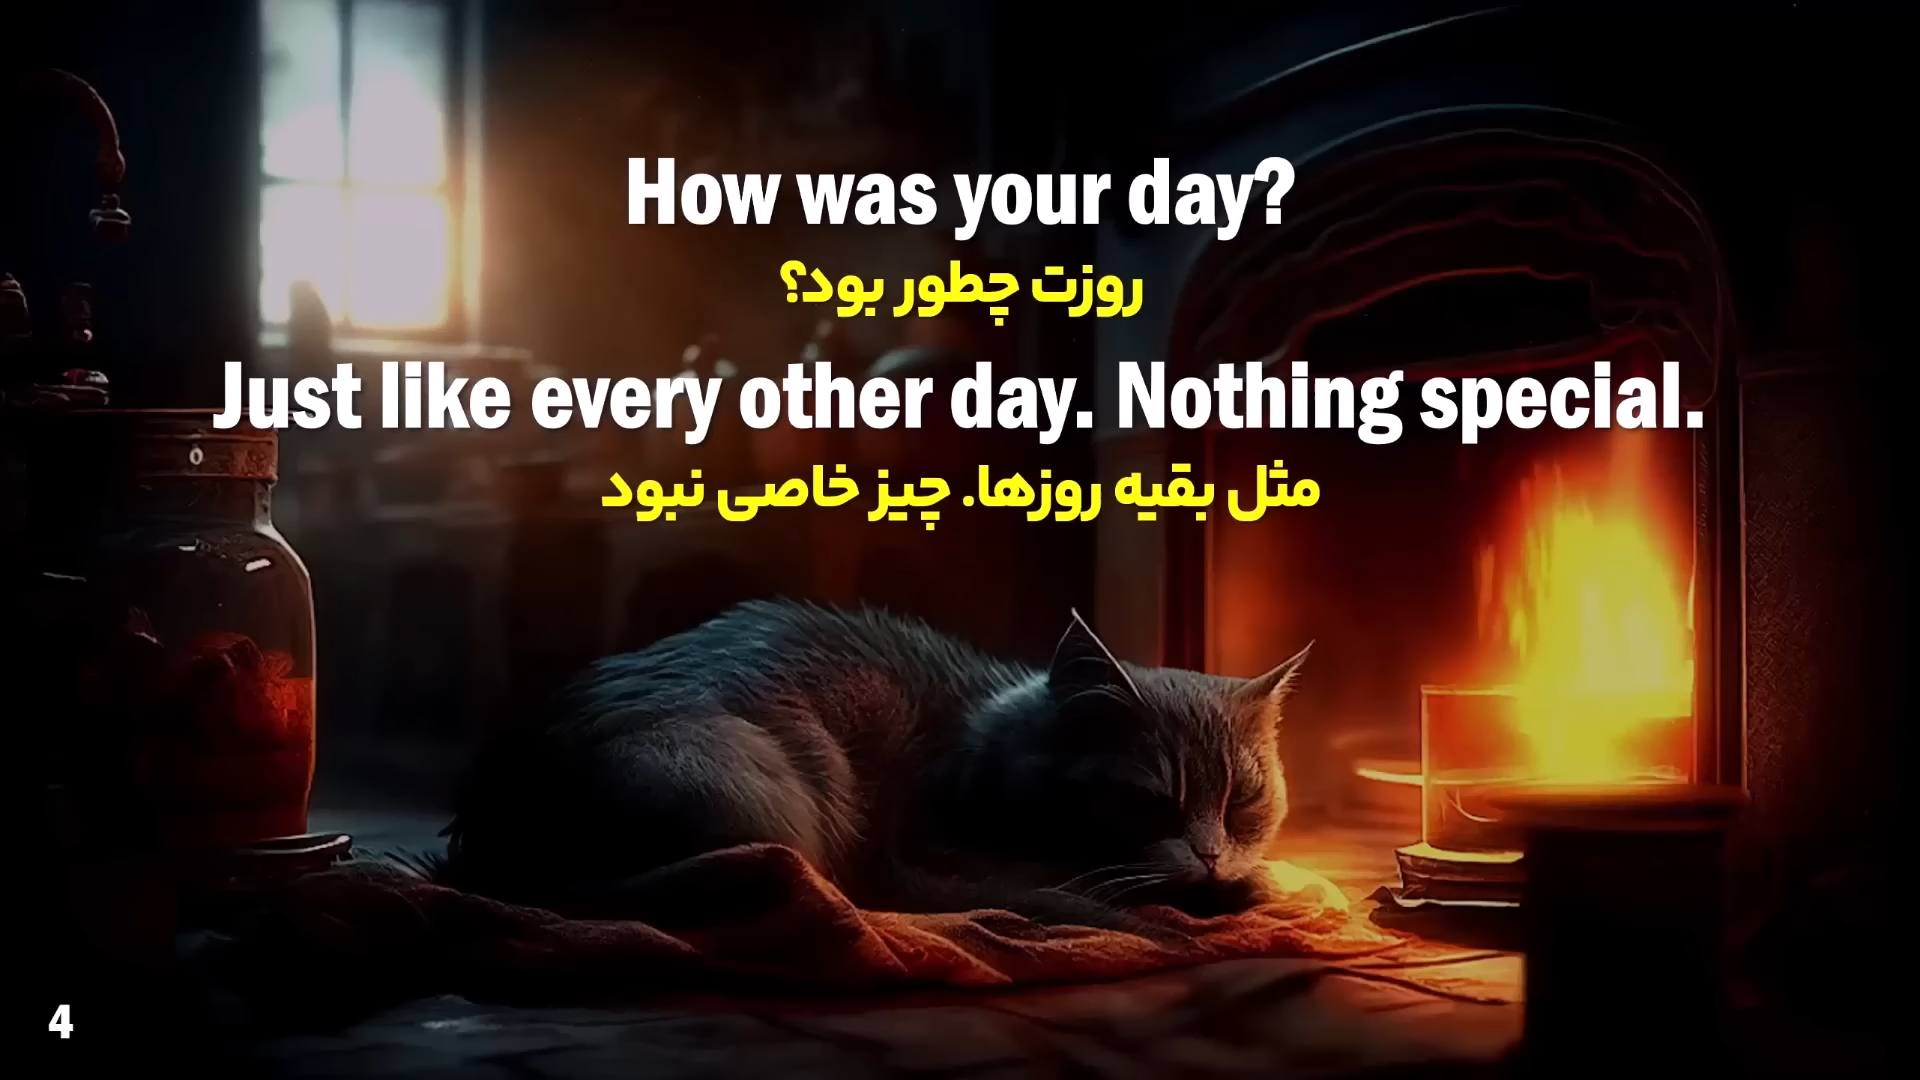 How was your day?
روزت چطور بود؟
Just like every other day. Nothing special.
مثل بقیه روزها. چیز خاصی نبود
4